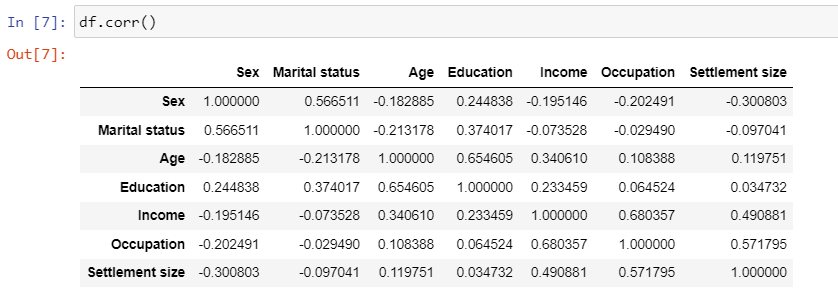 In [7]: df.corr()
Out[7]:
Sex Marital status Age Education Income Occupation Settlement size
Sex 1.000000 0.566511 -0.182885 0.244838 -0.195146 -0.202491 -0.300803
Marital status 0.566511 1.000000 -0.213178 0.374017 -0.073528 -0.029490 -0.097041
Age -0.182885 -0.213178 1.000000 0.654605 0.340610 0.108388 0.119751
Education 0.244838 0.374017 0.654605 1.000000 0.233459 0.064524 0.034732
Income -0.195146 -0.073528 0.340610 0.233459 1.000000 0.680357 0.490881
Occupation -0.202491 -0.029490 0.108388 0.064524 0.680357 1.000000 0.571795
Settlement size -0.300803 -0.097041 0.119751 0.034732 0.490881 0.571795 1.000000